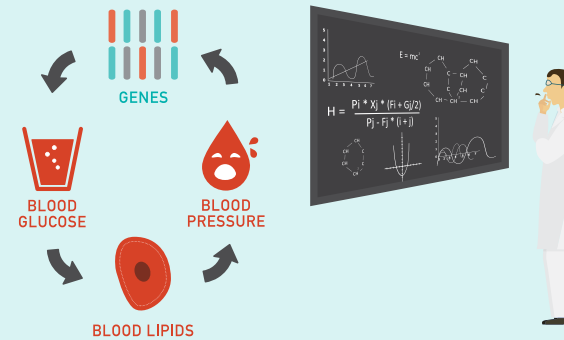 GENES
BLOOD
GLUCOSE
BLOOD
PRESSURE
BLOOD LIPIDS
E = mc²
H = Pi * Xj * (Fi + Gj/2)
Pj - Fj * (i + j)